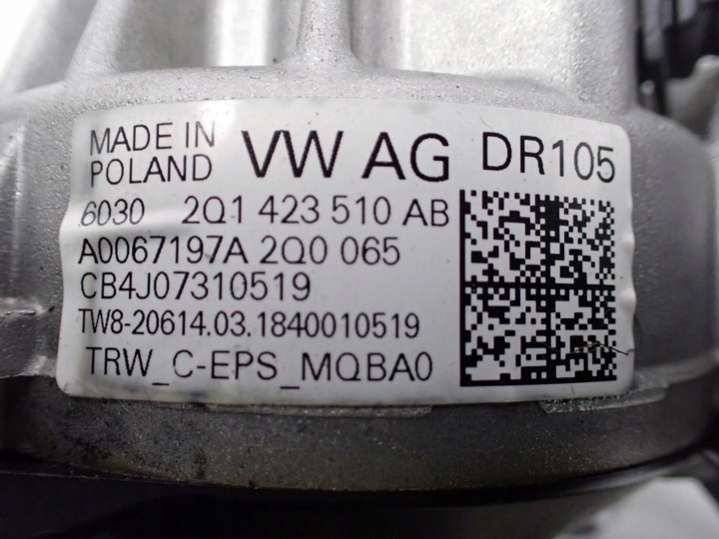 MADE IN
POLAND
VW AG
DR105
6030 2Q1 423 510 AB
A0067197A 2Q0 065
CB4J07310519
TW8-20614.03.1840010519
TRW_C-EPS_MQBA0